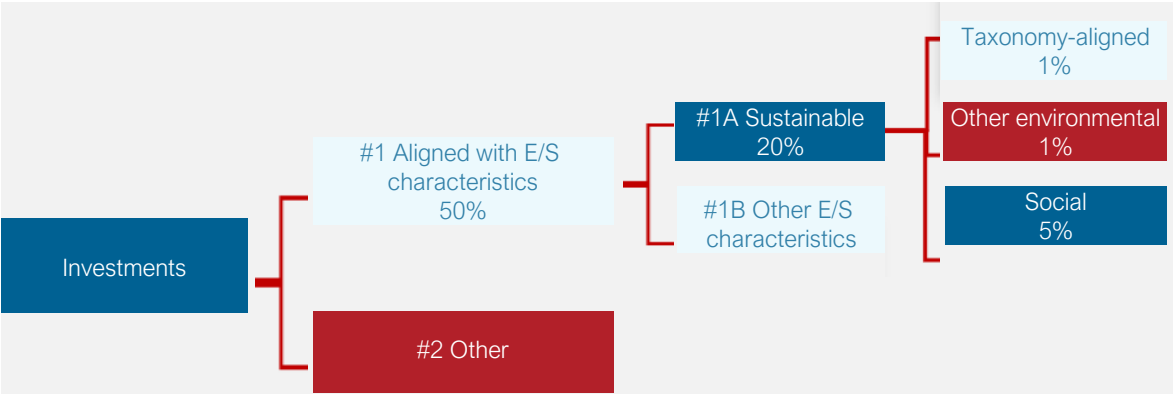 Taxonomy-aligned
1%
#1A Sustainable
20%
Other environmental
1%
#1 Aligned with E/S
characteristics
50%
#1B Other E/S
characteristics
Social
5%
Investments
#2 Other